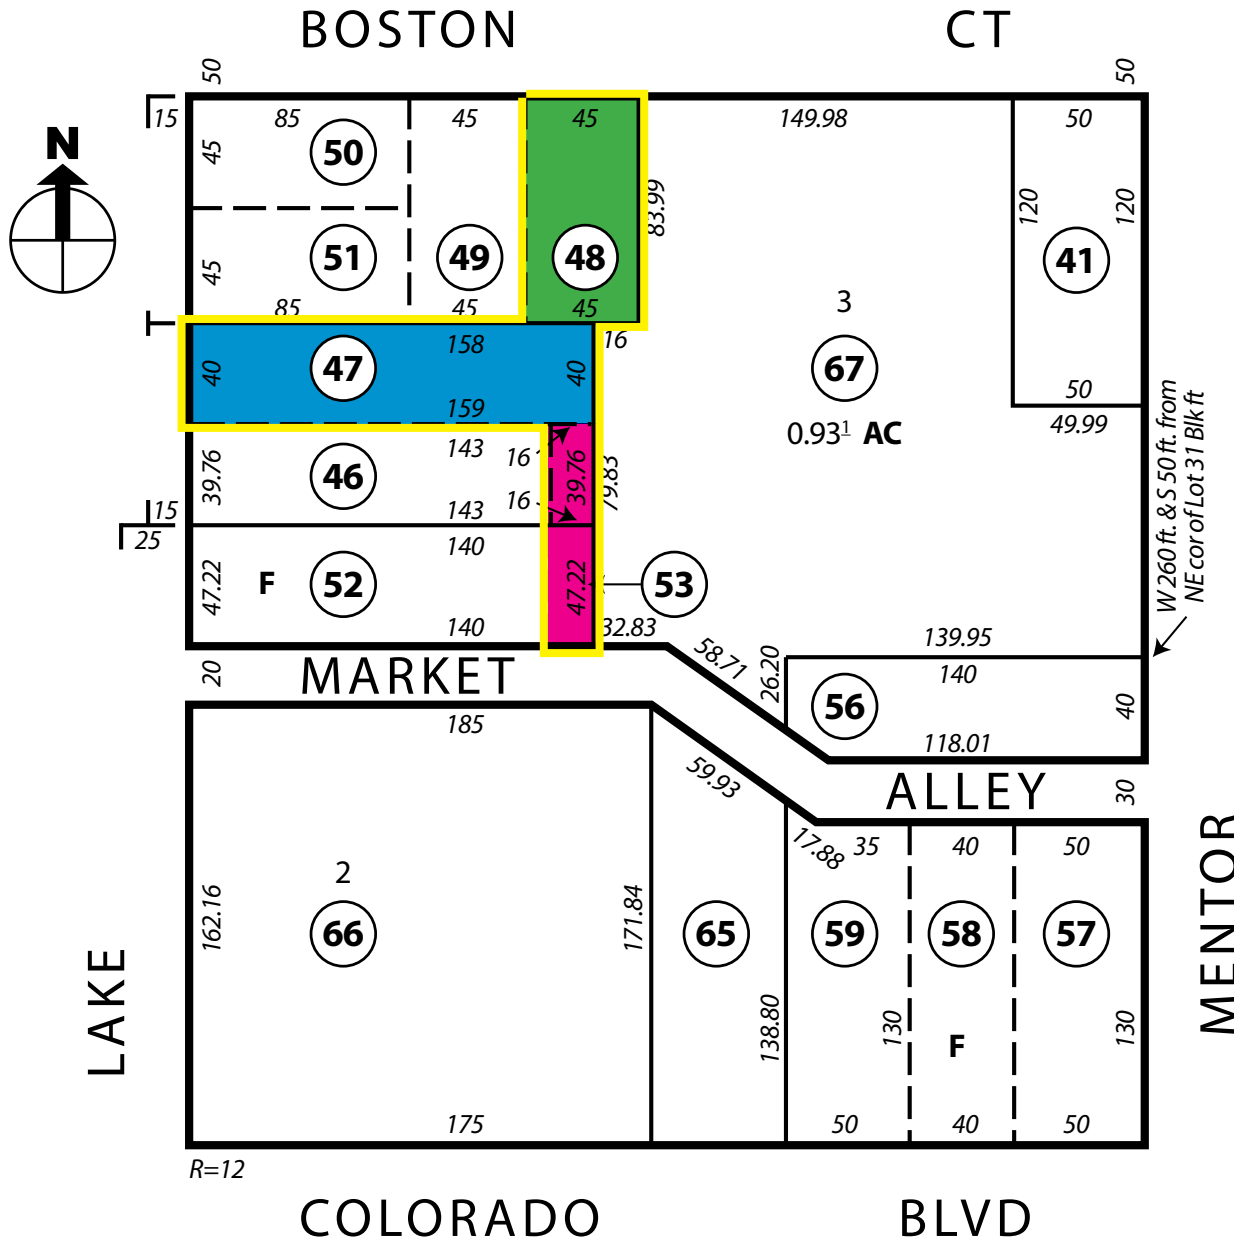 BOSTON CT
50 50
15 85 45 45 149.98 50
N
45 50
83.99 120 120
45 51 49 48 41
85 45 45
3
158 16
40 47 40 67
159 50
0.931 AC 49.99
W 260 ft. & S 50 ft. from
NE cor of Lot 31 Blk ft
143 16
39.76 46 39.76 79.83
15 143 16
25 140
47.22 F 52 47.22 53
140 32.83 139.95
20 MARKET 58.71 26.20 140
56 40
185 118.01
59.93 ALLEY 30
17.88 35 40 50
2
162.16 66 171.84 65 59 58 57
LAKE MENTOR
138.80 130 F 130
175 50 40 50
R=12
COLORADO BLVD